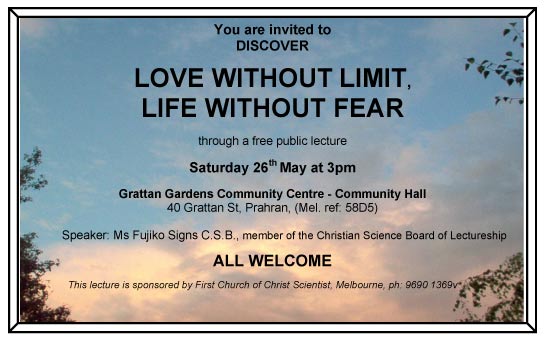 You are invited to
DISCOVER
LOVE WITHOUT LIMIT,
LIFE WITHOUT FEAR
through a free public lecture
Saturday 26th May at 3pm
Grattan Gardens Community Centre - Community Hall
40 Grattan St, Prahran, (Mel. ref: 58D5)
Speaker: Ms Fujiko Signs C.S.B., member of the Christian Science Board of Lectureship
ALL WELCOME
This lecture is sponsored by First Church of Christ Scientist, Melbourne, ph: 9690 1369v